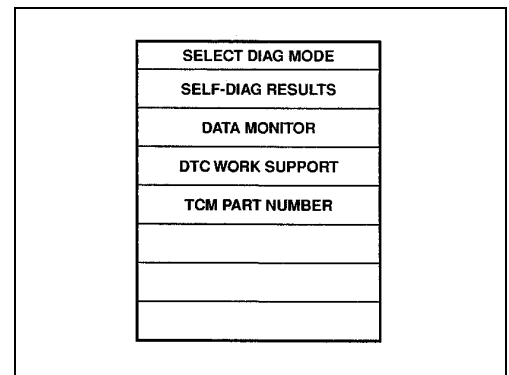 SELECT DIAG MODE
SELF-DIAG RESULTS
DATA MONITOR
DTC WORK SUPPORT
TCM PART NUMBER